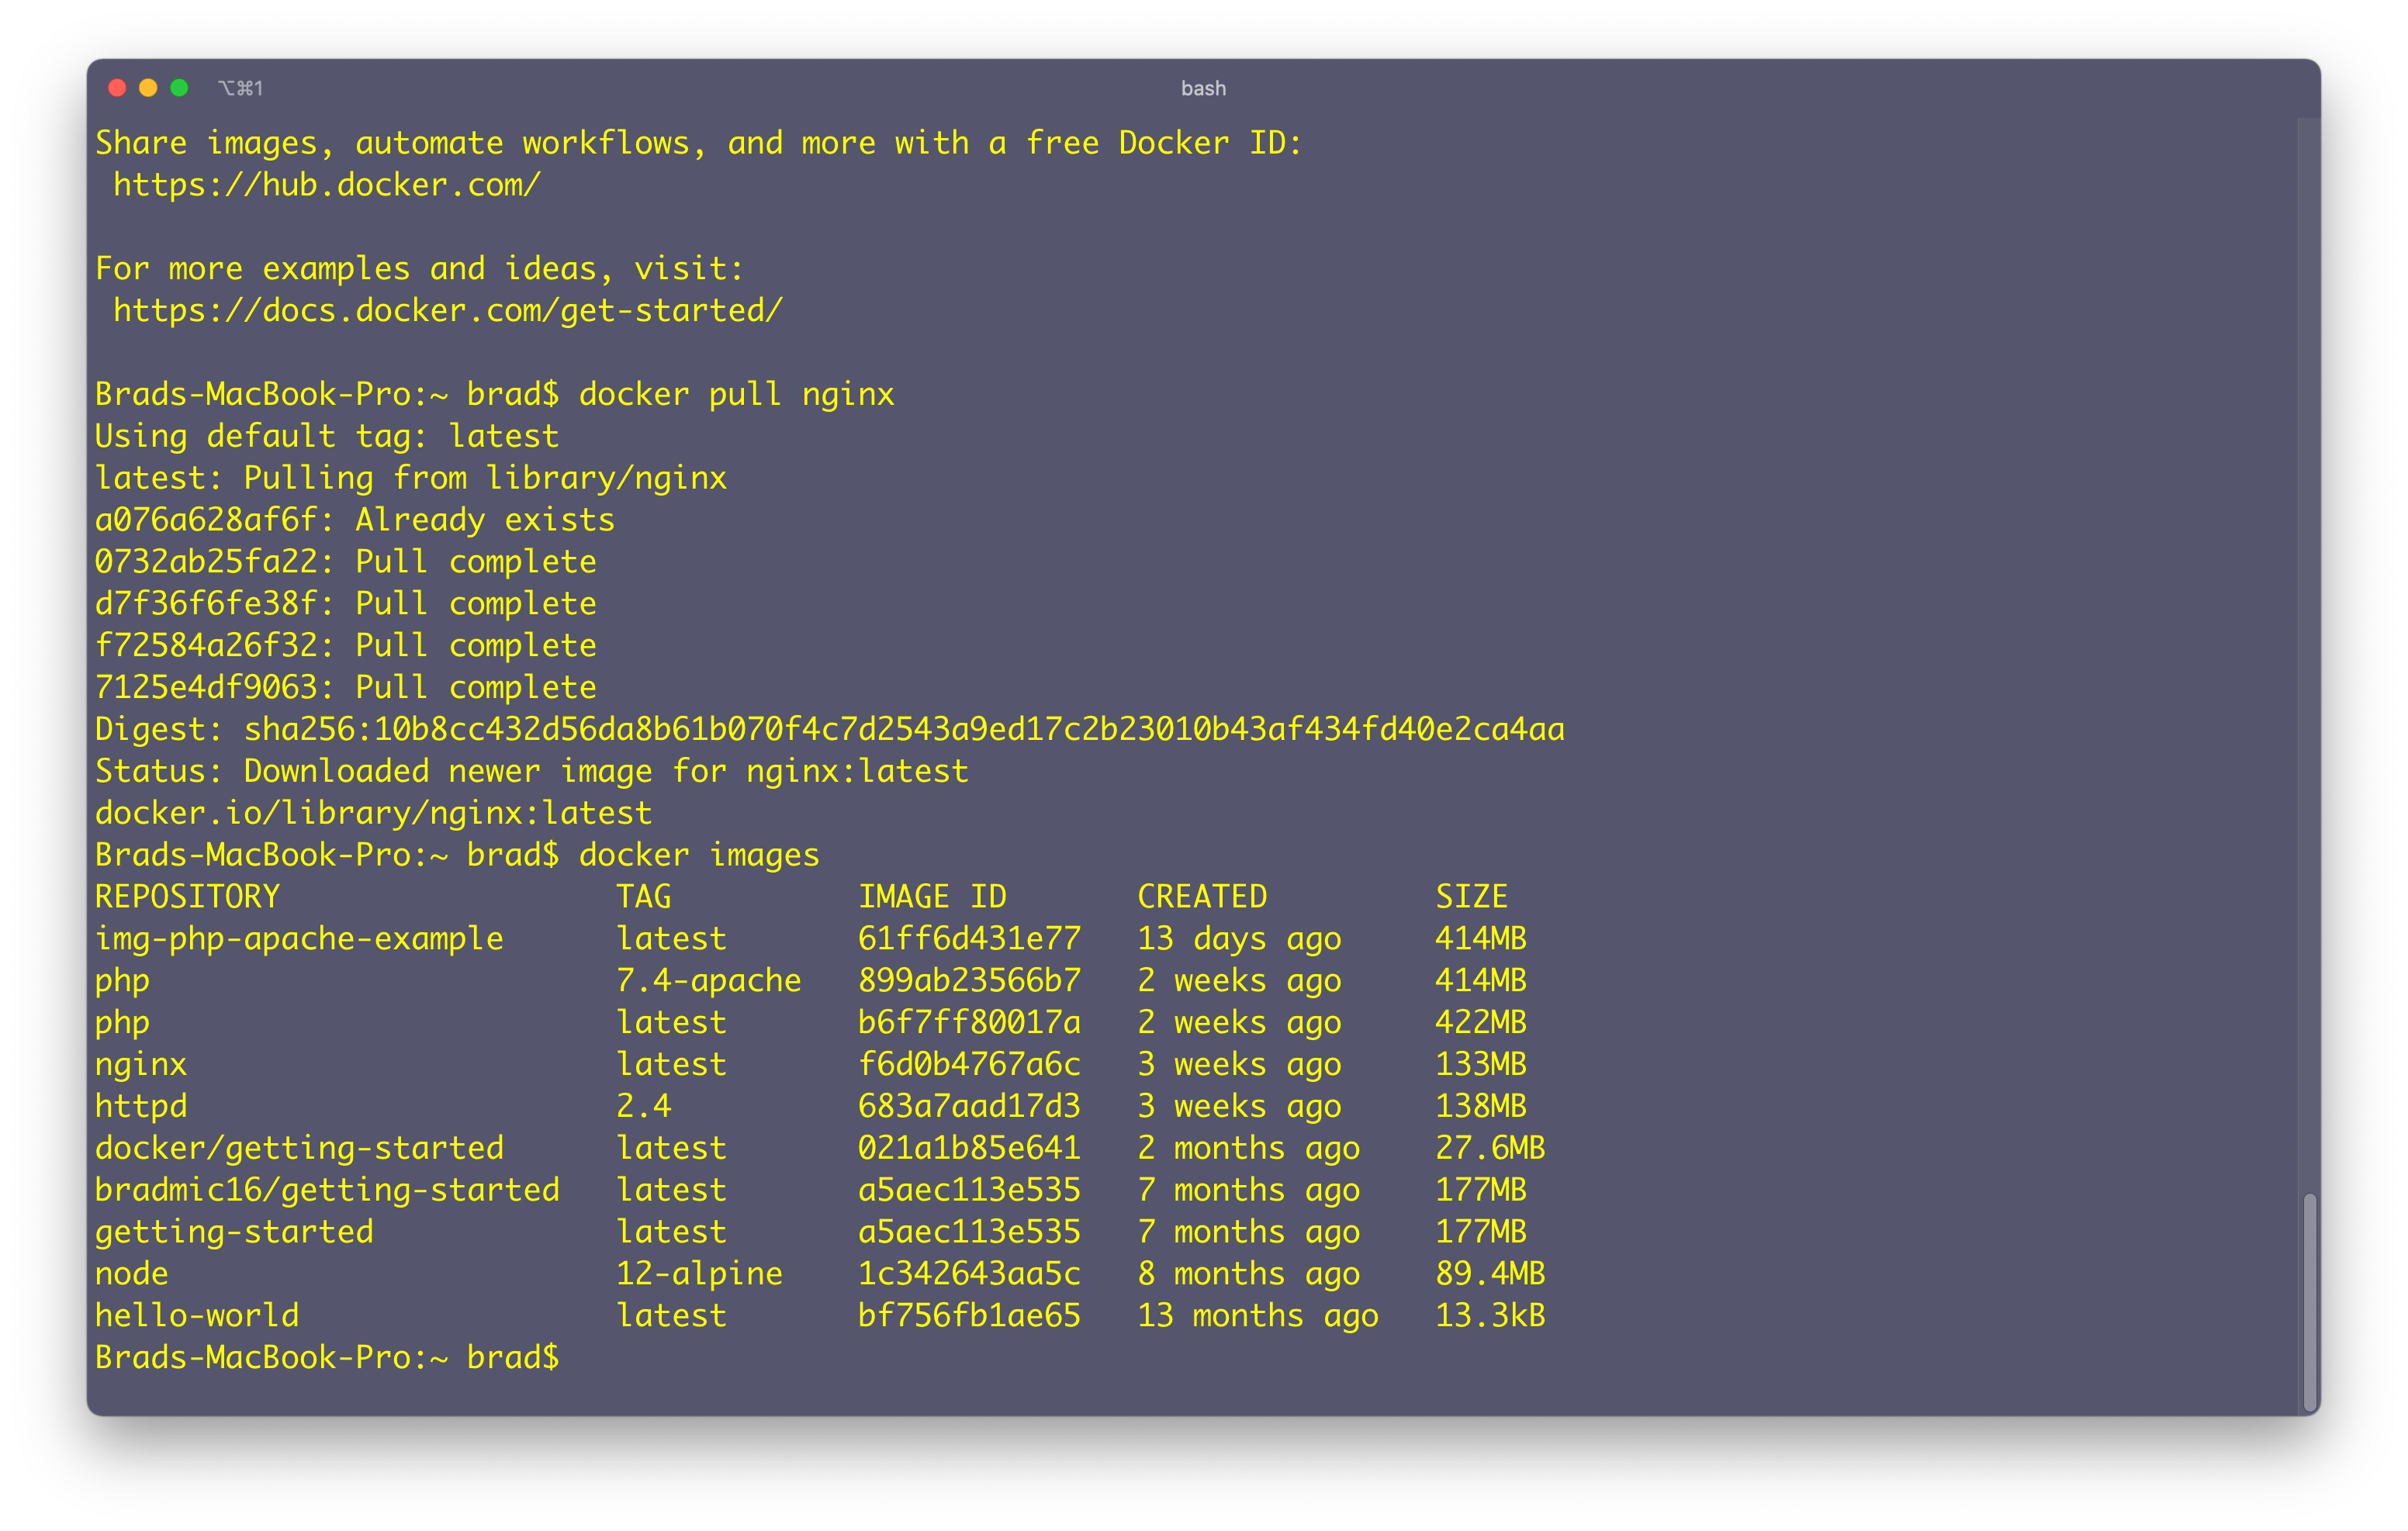 ⌥⌘1
bash
Share images, automate workflows, and more with a free Docker ID:
 https://hub.docker.com/

For more examples and ideas, visit:
 https://docs.docker.com/get-started/

Brads-MacBook-Pro:~ brad$ docker pull nginx
Using default tag: latest
latest: Pulling from library/nginx
a076a628af6f: Already exists
0732ab25fa22: Pull complete
d7f36f6fe38f: Pull complete
f72584a26f32: Pull complete
7125e4df9063: Pull complete
Digest: sha256:10b8cc432d56da8b61b070f4c7d2543a9ed17c2b23010b43af434fd40e2ca4aa
Status: Downloaded newer image for nginx:latest
docker.io/library/nginx:latest
Brads-MacBook-Pro:~ brad$ docker images
REPOSITORY                  TAG          IMAGE ID       CREATED         SIZE
img-php-apache-example      latest       61ff6d431e77   13 days ago     414MB
php                         7.4-apache   899ab23566b7   2 weeks ago     414MB
php                         latest       b6f7ff80017a   2 weeks ago     422MB
nginx                       latest       f6d0b4767a6c   3 weeks ago     133MB
httpd                       2.4          683a7aad17d3   3 weeks ago     138MB
docker/getting-started      latest       021a1b85e641   2 months ago    27.6MB
bradmic16/getting-started   latest       a5aec113e535   7 months ago    177MB
getting-started             latest       a5aec113e535   7 months ago    177MB
node                        12-alpine    1c342643aa5c   8 months ago    89.4MB
hello-world                 latest       bf756fb1ae65   13 months ago   13.3kB
Brads-MacBook-Pro:~ brad$